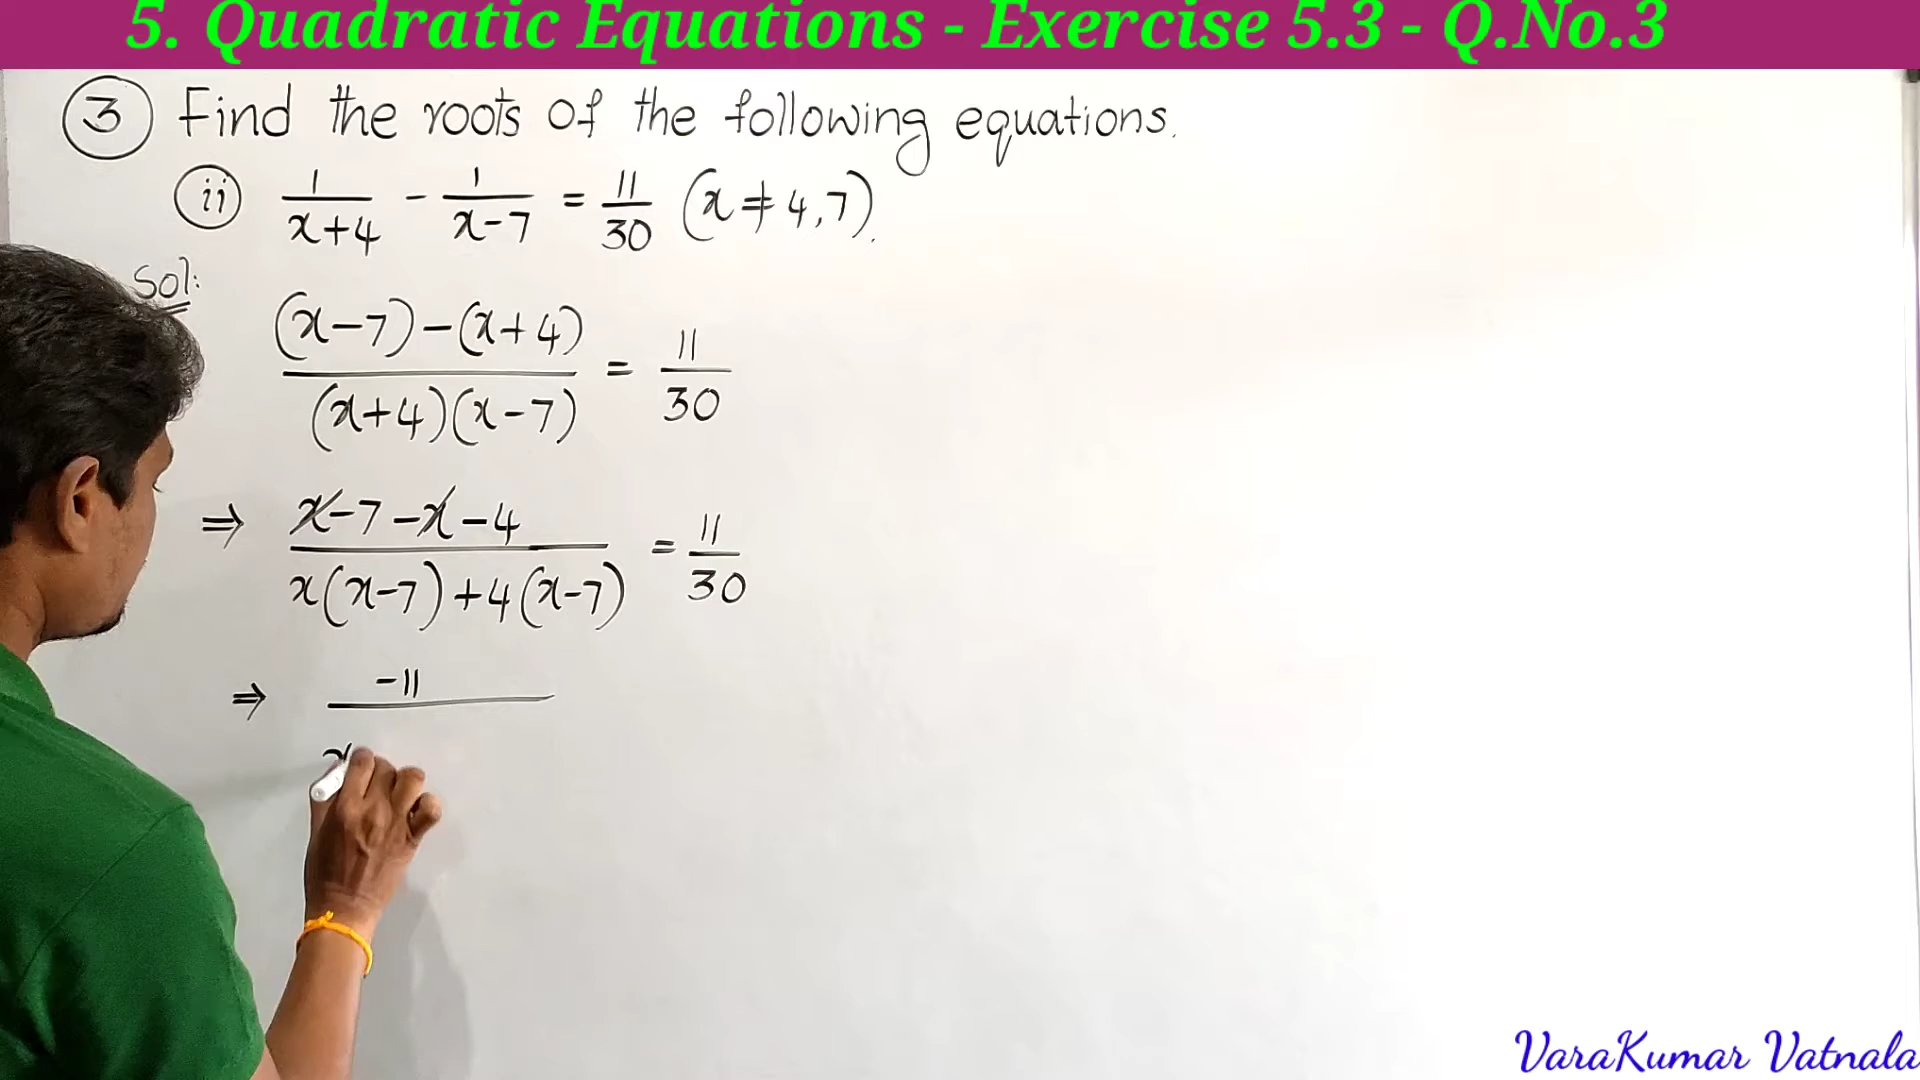 5. Quadratic Equations - Exercise 5.3 - Q.No.3
③ Find the roots of the following equations.
ⅱ 1/(x+4) - 1/(x-7) = 11/30 (x ≠ 4,7).
Sol:
((x-7)-(x+4))/((x+4)(x-7)) = 11/30
⇒ (x-7-x-4)/(x(x-7)+4(x-7)) = 11/30
⇒ -11/x
VaraKumar Vatnala